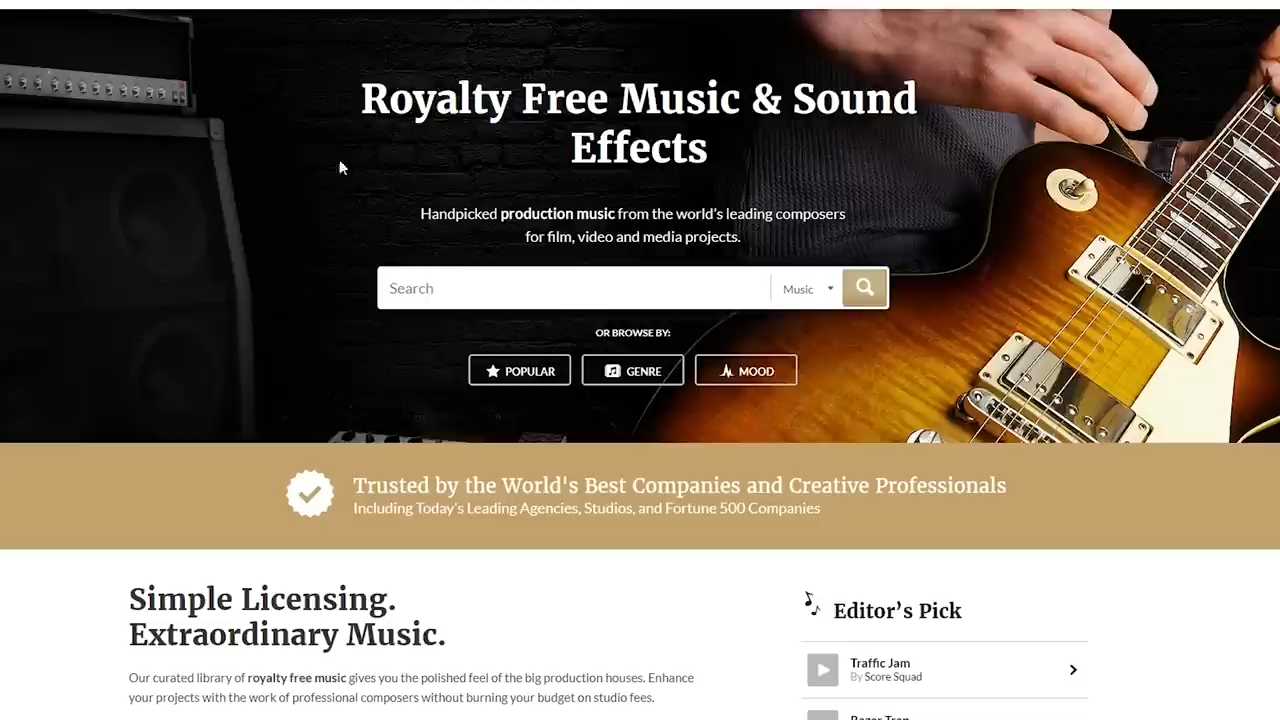 Royalty Free Music & Sound
Effects
Handpicked production music from the world's leading composers
for film, video and media projects.
Search
Music
OR BROWSE BY:
POPULAR
GENRE
MOOD
Trusted by the World's Best Companies and Creative Professionals
Including Today's Leading Agencies, Studios, and Fortune 500 Companies
Simple Licensing.
Extraordinary Music.
Our curated library of royalty free music gives you the polished feel of the big production houses. Enhance
your projects with the work of professional composers without burning your budget on studio fees.
Editor's Pick
Traffic Jam
By Score Squad